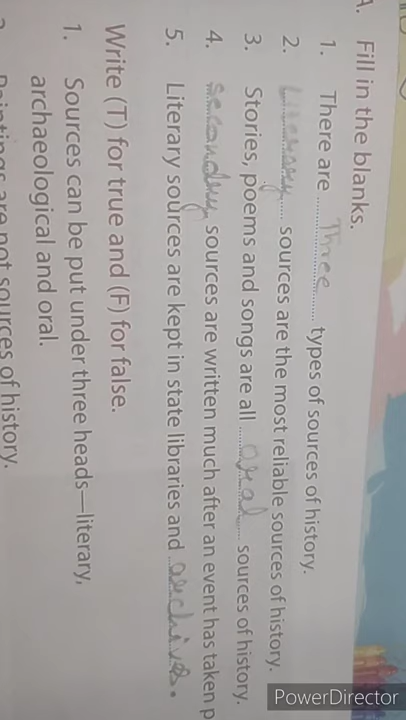 A. Fill in the blanks.
1. There are ......Three...... types of sources of history.
2. Literary...... sources are the most reliable sources of history.
3. Stories, poems and songs are all ......oral...... sources of history.
4. Secondry sources are written much after an event has taken p
5. Literary sources are kept in state libraries and archives.
Write (T) for true and (F) for false.
1. Sources can be put under three heads—literary,
archaeological and oral.
Paintings are not sources of history.
PowerDirector